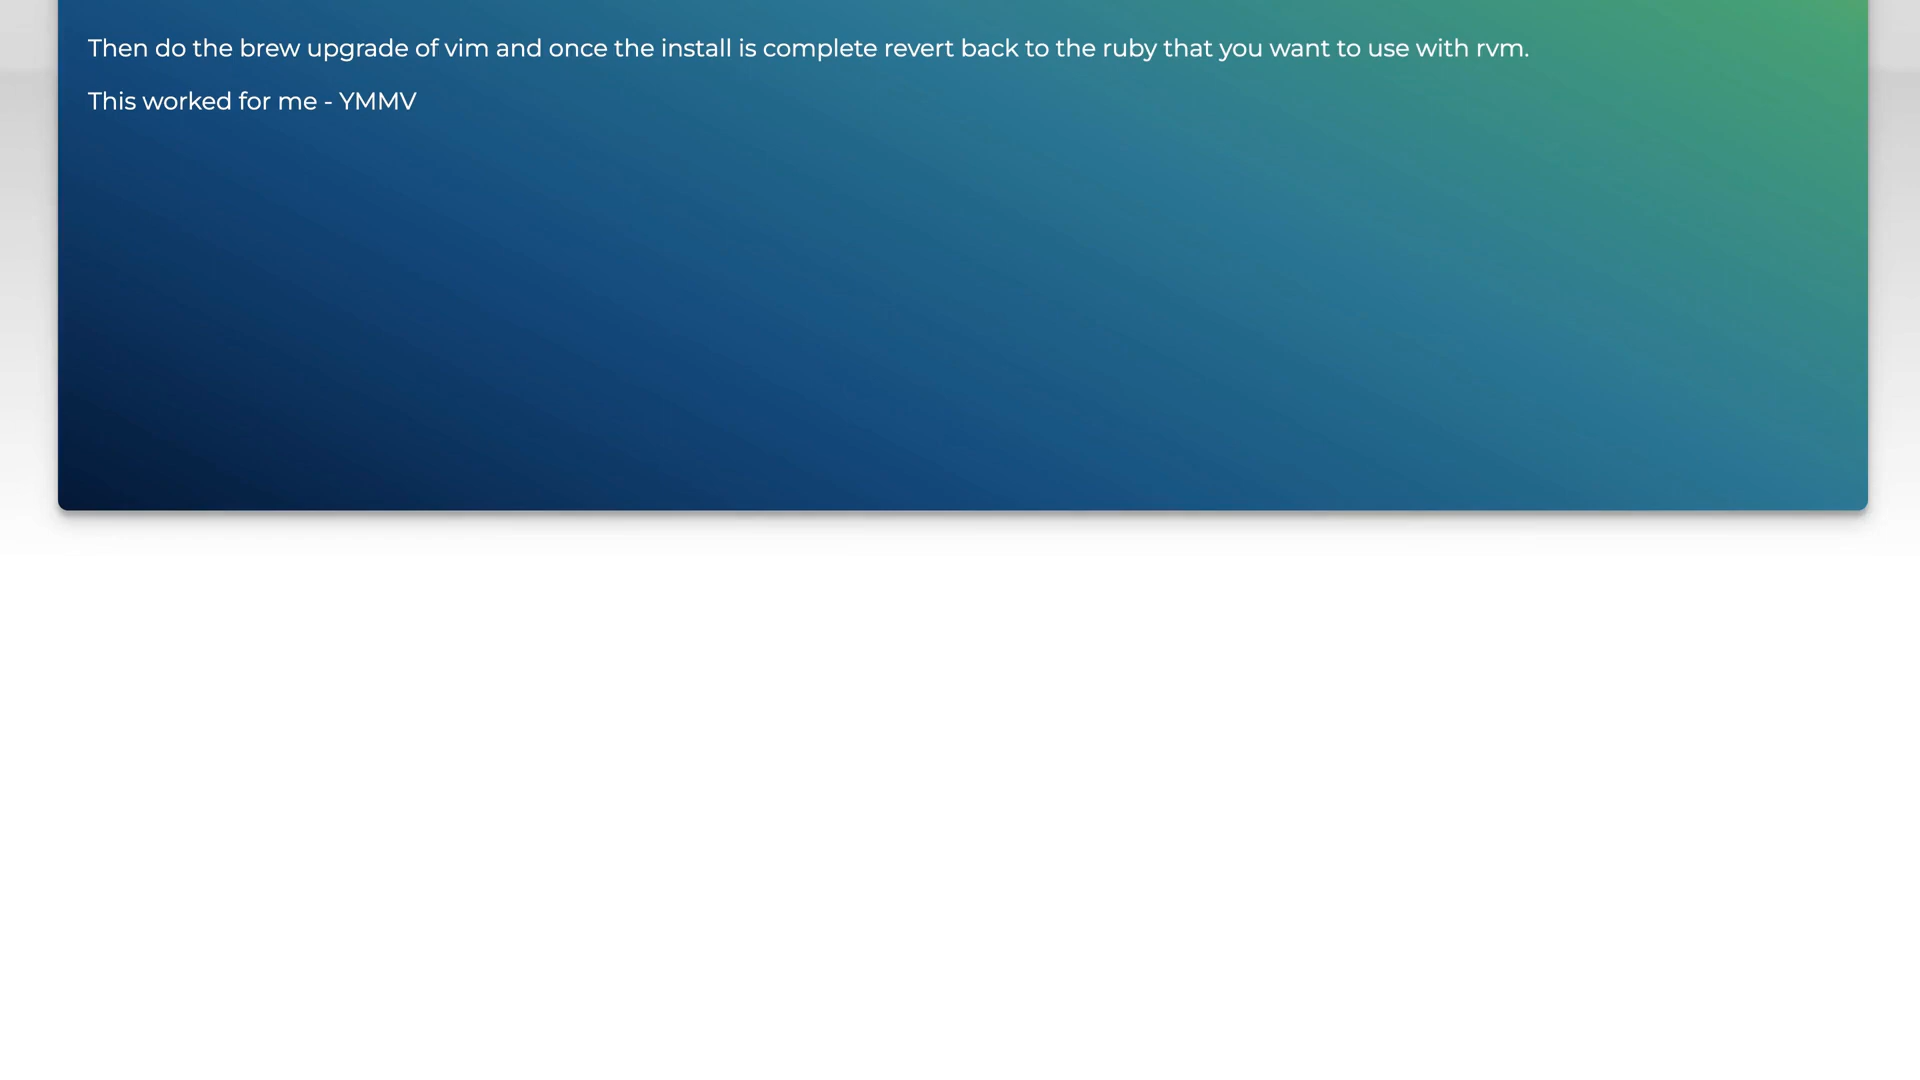 Then do the brew upgrade of vim and once the install is complete revert back to the ruby that you want to use with rvm.
This worked for me - YMMV